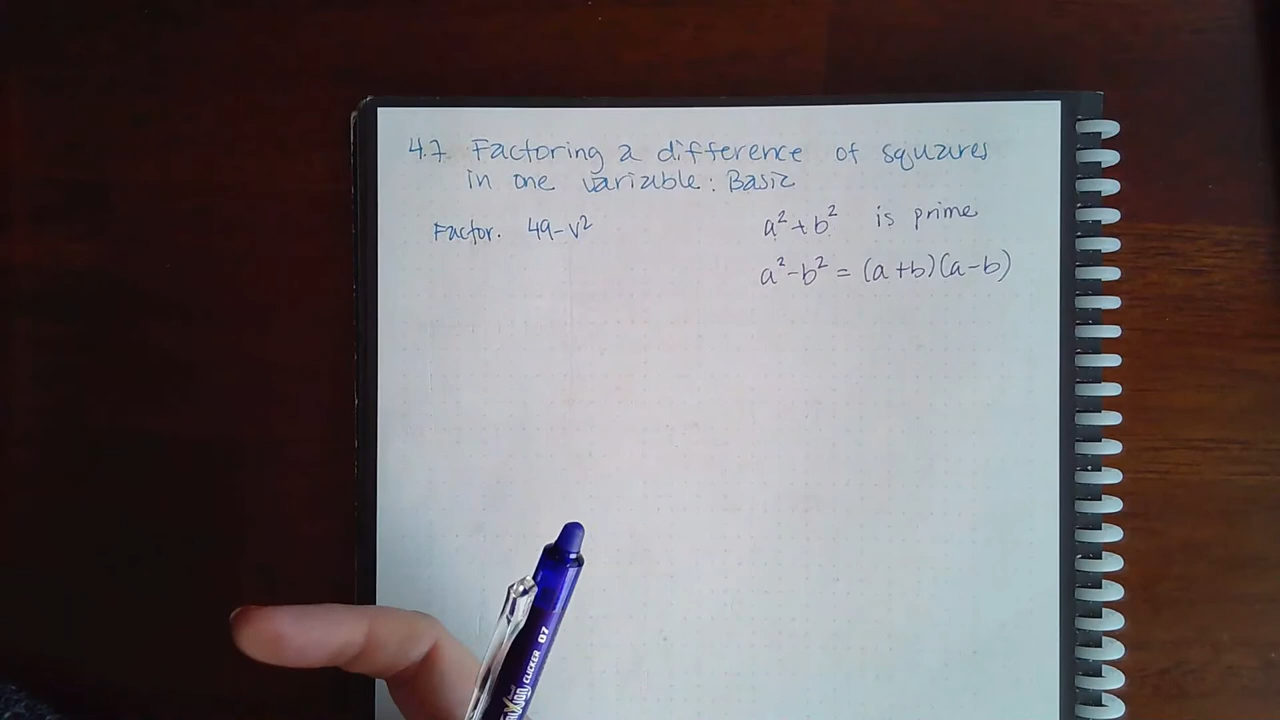 4.7 Factoring a difference of squares
in one variable: Basic
Factor. 49-v²
a²+b² is prime
a²-b² = (a+b)(a-b)
FriXion CLICKER 07